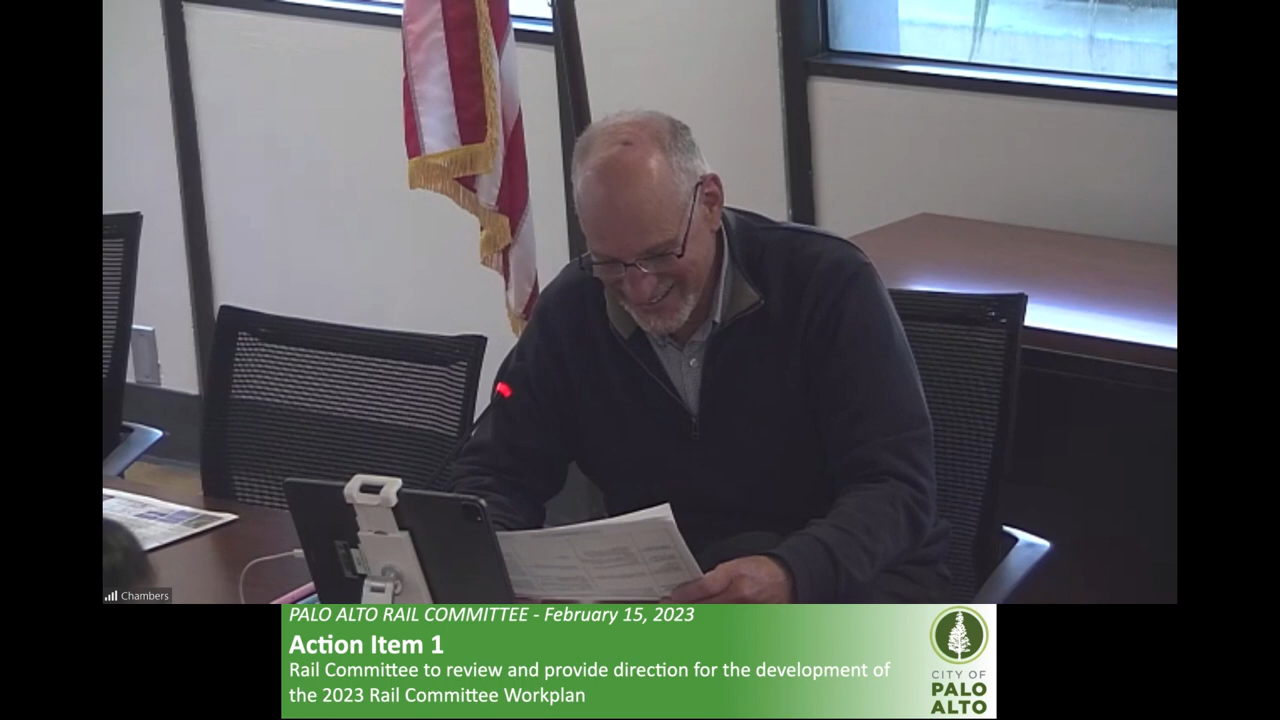 Chambers
PALO ALTO RAIL COMMITTEE - February 15, 2023
Action Item 1
Rail Committee to review and provide direction for the development of
the 2023 Rail Committee Workplan
CITY OF
PALO
ALTO